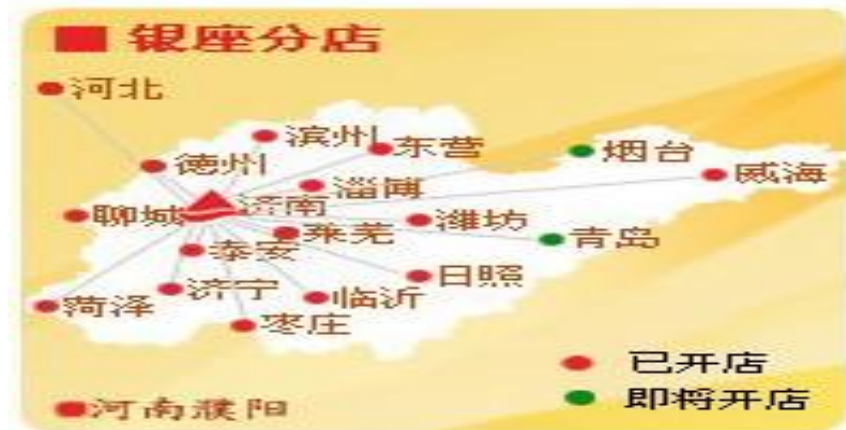 银座分店
河北
滨州
东营
烟台
德州
威海
淄博
济南
聊城
潍坊
莱芜
青岛
泰安
日照
济宁
临沂
菏泽
枣庄
已开店
即将开店
河南濮阳